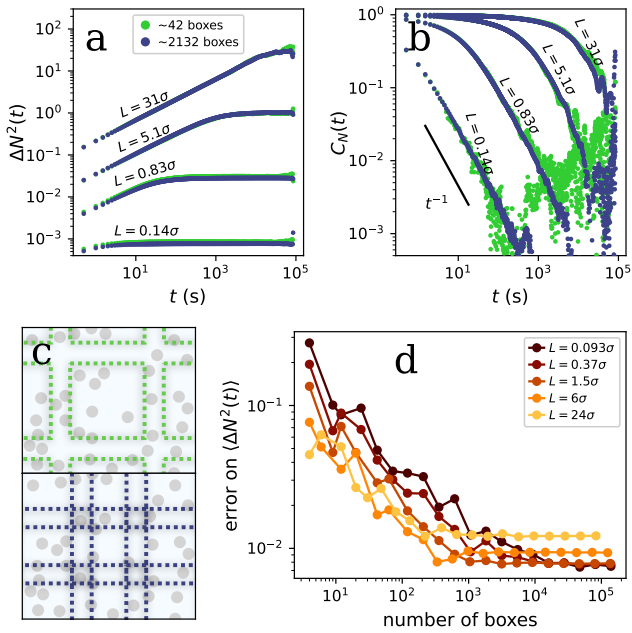 a
~42 boxes
~2132 boxes
L = 31σ
L = 5.1σ
L = 0.83σ
L = 0.14σ
ΔN²(t)
10¹
10⁰
10⁻¹
10⁻²
10⁻³
10¹ 10³ 10⁵
t (s)
b
L = 31σ
L = 5.1σ
L = 0.83σ
L = 0.14σ
t⁻¹
C_N(t)
10⁰
10⁻¹
10⁻²
10⁻³
10¹ 10³ 10⁵
t (s)
c
d
L = 0.093σ
L = 0.37σ
L = 1.5σ
L = 6σ
L = 24σ
error on ⟨ΔN²(t)⟩
10⁻¹
10⁻²
10¹ 10² 10³ 10⁴ 10⁵
number of boxes